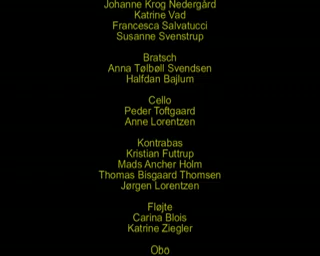 Johanne Krog Nedergård
Katrine Vad
Francesca Salvatucci
Susanne Svenstrup
Bratsch
Anna Tølbøll Svendsen
Halfdan Bajlum
Cello
Peder Toftgaard
Anne Lorentzen
Kontrabas
Kristian Futtrup
Mads Ancher Holm
Thomas Bisgaard Thomsen
Jørgen Lorentzen
Fløjte
Carina Blois
Katrine Ziegler
Obo